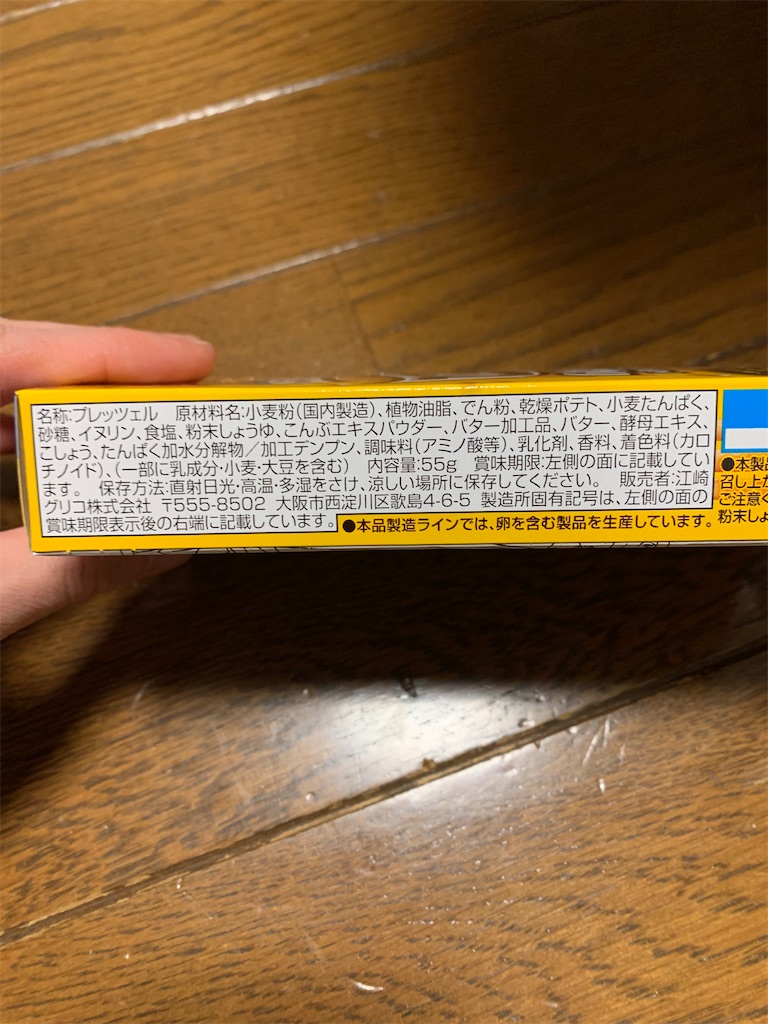 名称:プレッツェル 原材料名:小麦粉(国内製造)、植物油脂、でん粉、乾燥ポテト、小麦たんぱく、
砂糖、イヌリン、食塩、粉末しょうゆ、こんぶエキスパウダー、バター加工品、バター、酵母エキス、
こしょう、たんぱく加水分解物/加工デンプン、調味料(アミノ酸等)、乳化剤、香料、着色料(カロ
チノイド)、(一部に乳成分・小麦・大豆を含む) 内容量:55g 賞味期限:左側の面に記載してい
ます。 保存方法:直射日光・高温・多湿をさけ、涼しい場所に保存してください。 販売者:江崎
グリコ株式会社 〒555-8502 大阪市西淀川区歌島4-6-5 製造所固有記号は、左側の面の
賞味期限表示後の右端に記載しています。
●本品製造ラインでは、卵を含む製品を生産しています。
●本製品
召し上が
ご注意く
粉末しょ